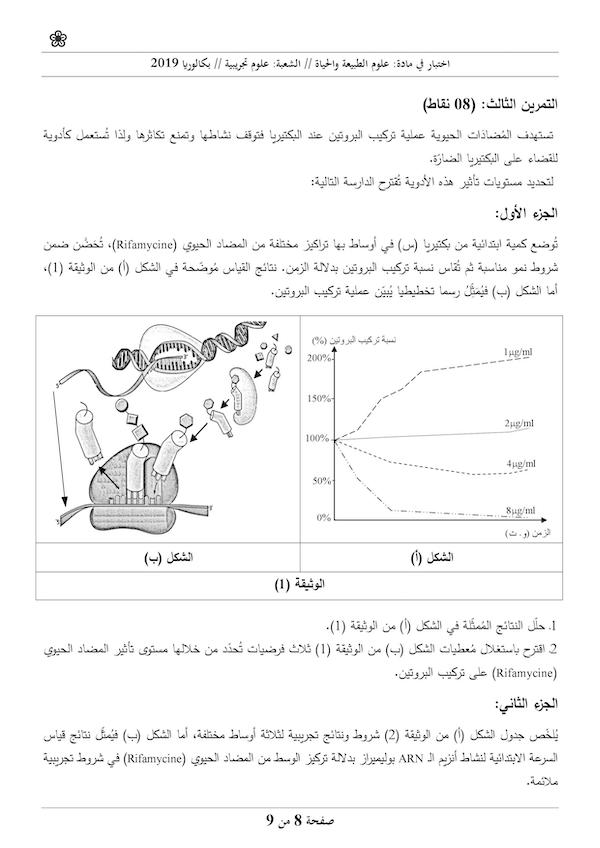 اختبار في مادة: علوم الطبيعة والحياة // الشعبة: علوم تجريبية // بكالوريا 2019
التمرين الثالث: (08 نقاط)
تستهدف المُضادّات الحيوية عملية تركيب البروتين عند البكتيريا فتوقف نشاطها وتمنع تكاثرها ولذا تُستعمل كأدوية
للقضاء على البكتيريا الضارّة.
لتحديد مستويات تأثير هذه الأدوية تُقترح الدراسة التالية:
الجزء الأول:
تُوضع كمية ابتدائية من بكتيريا (س) في أوساط بها تراكيز مختلفة من المضاد الحيوي (Rifamycine)، تُحضَّن ضمن
شروط نمو مناسبة ثم تُقاس نسبة تركيب البروتين بدلالة الزمن. نتائج القياس مُوضّحة في الشكل (أ) من الوثيقة (1)،
أما الشكل (ب) فيُمَثِّلُ رسما تخطيطيا يُبيّن عملية تركيب البروتين.
نسبة تركيب البروتين (%)
200%
150%
100%
50%
0%
1µg/ml
2µg/ml
4µg/ml
8µg/ml
الزمن (و. ت)
الشكل (أ)
الشكل (ب)
الوثيقة (1)
1. حلّل النتائج المُمثّلة في الشكل (أ) من الوثيقة (1).
2. اقترح باستغلال مُعطيات الشكل (ب) من الوثيقة (1) ثلاث فرضيات تُحدّد من خلالها مستوى تأثير المضاد الحيوي
(Rifamycine) على تركيب البروتين.
الجزء الثاني:
يُلخّص جدول الشكل (أ) من الوثيقة (2) شروط ونتائج تجريبية لثلاثة أوساط مختلفة، أما الشكل (ب) فيُمثّل نتائج قياس
السرعة الابتدائية لنشاط أنزيم الـ ARN بوليميراز بدلالة تركيز الوسط من المضاد الحيوي (Rifamycine) في شروط تجريبية
ملائمة.
صفحة 8 من 9